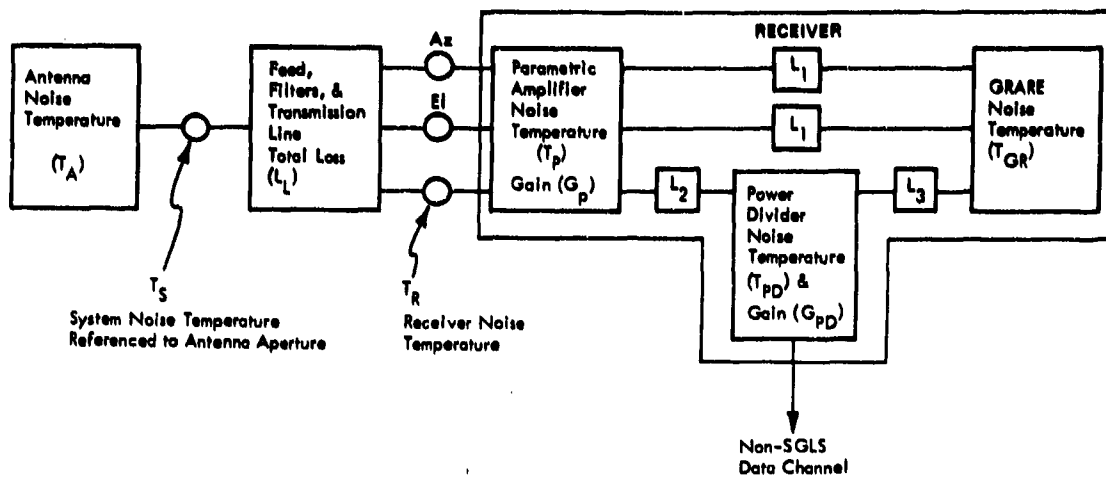 RECEIVER
Antenna
Noise
Temperature
(T_A)
Feed,
Filters, &
Transmission
Line
Total Loss
(L_L)
Az
El
Parametric
Amplifier
Noise
Temperature
(T_P)
Gain (G_P)
L_1
L_1
L_2
L_3
GRARE
Noise
Temperature
(T_GR)
Power
Divider
Noise
Temperature
(T_PD) &
Gain (G_PD)
T_S
System Noise Temperature
Referenced to Antenna Aperture
T_R
Receiver Noise
Temperature
Non-SGLS
Data Channel